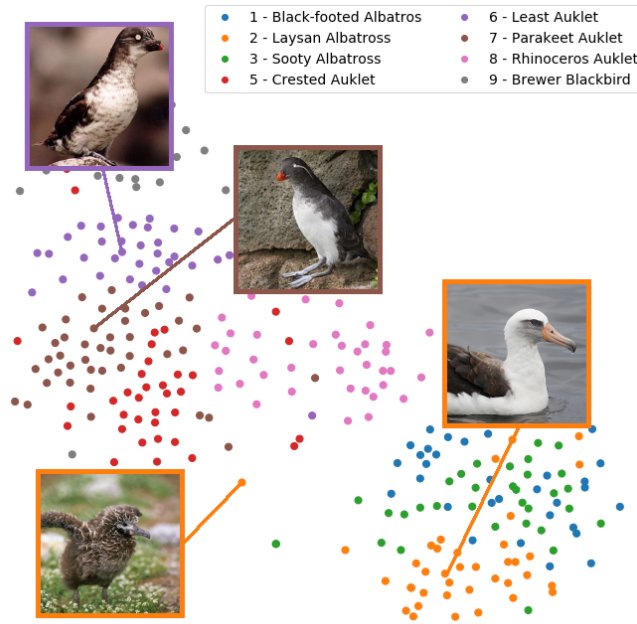 1 - Black-footed Albatros
2 - Laysan Albatross
3 - Sooty Albatross
5 - Crested Auklet
6 - Least Auklet
7 - Parakeet Auklet
8 - Rhinoceros Auklet
9 - Brewer Blackbird